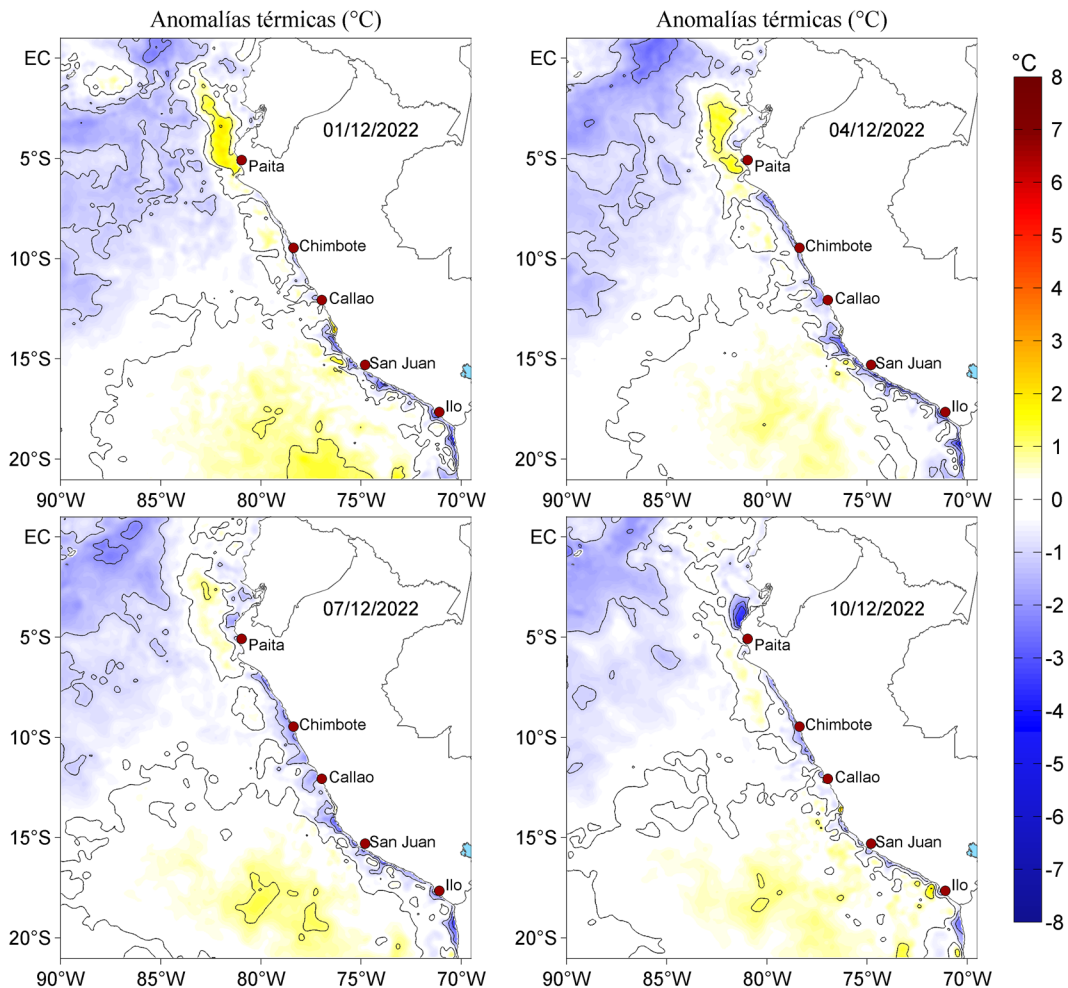 Anomalías térmicas (°C)
Anomalías térmicas (°C)
EC
5°S
10°S
15°S
20°S
90°W
85°W
80°W
75°W
70°W
01/12/2022
Paita
Chimbote
Callao
San Juan
Ilo
EC
5°S
10°S
15°S
20°S
90°W
85°W
80°W
75°W
70°W
04/12/2022
Paita
Chimbote
Callao
San Juan
Ilo
EC
5°S
10°S
15°S
20°S
90°W
85°W
80°W
75°W
70°W
07/12/2022
Paita
Chimbote
Callao
San Juan
Ilo
EC
5°S
10°S
15°S
20°S
90°W
85°W
80°W
75°W
70°W
10/12/2022
Paita
Chimbote
Callao
San Juan
Ilo
°C
8
7
6
5
4
3
2
1
0
-1
-2
-3
-4
-5
-6
-7
-8